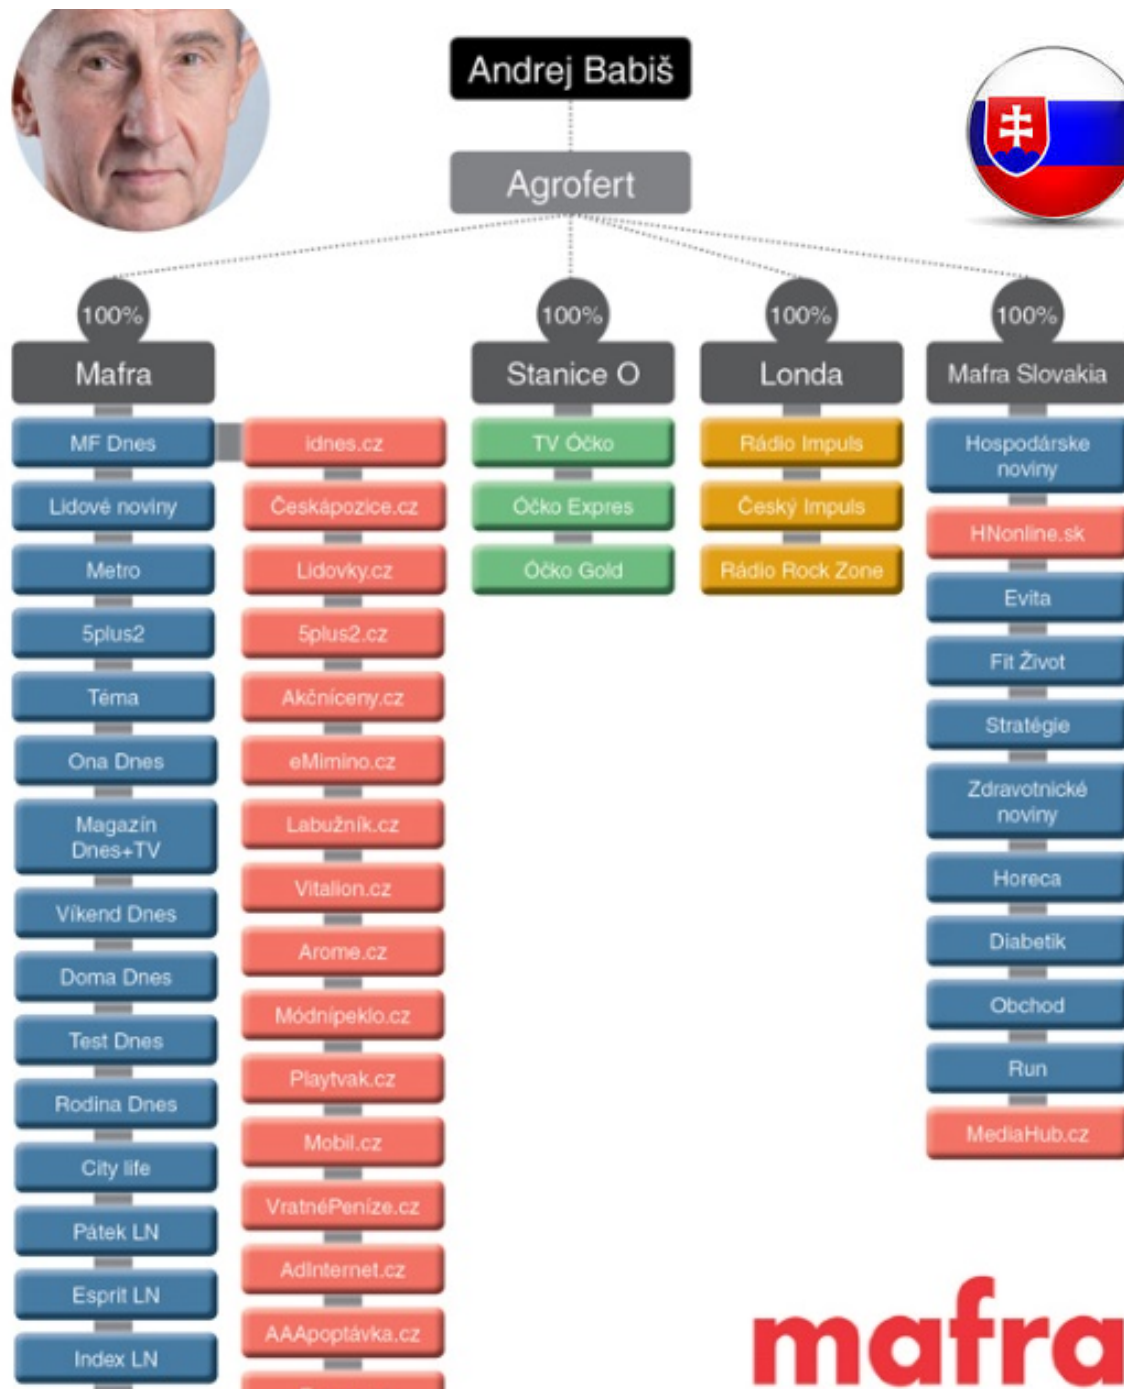 Andrej Babiš
Agrofert
100%
100%
100%
100%
Mafra
Stanice O
Londa
Mafra Slovakia
MF Dnes
Lidové noviny
Metro
5plus2
Téma
Ona Dnes
Magazín
Dnes+TV
Víkend Dnes
Doma Dnes
Test Dnes
Rodina Dnes
City life
Pátek LN
Esprit LN
Index LN
idnes.cz
Českápozice.cz
Lidovky.cz
5plus2.cz
Akčníceny.cz
eMimino.cz
Labužník.cz
Vitalion.cz
Arome.cz
Módnípeklo.cz
Playtvak.cz
Mobil.cz
VratnéPeníze.cz
AdInternet.cz
AAApoptávka.cz
TV Óčko
Óčko Expres
Óčko Gold
Rádio Impuls
Český Impuls
Rádio Rock Zone
Hospodárske
noviny
HNonline.sk
Evita
Fit Život
Stratégie
Zdravotnické
noviny
Horeca
Diabetik
Obchod
Run
MediaHub.cz
mafra